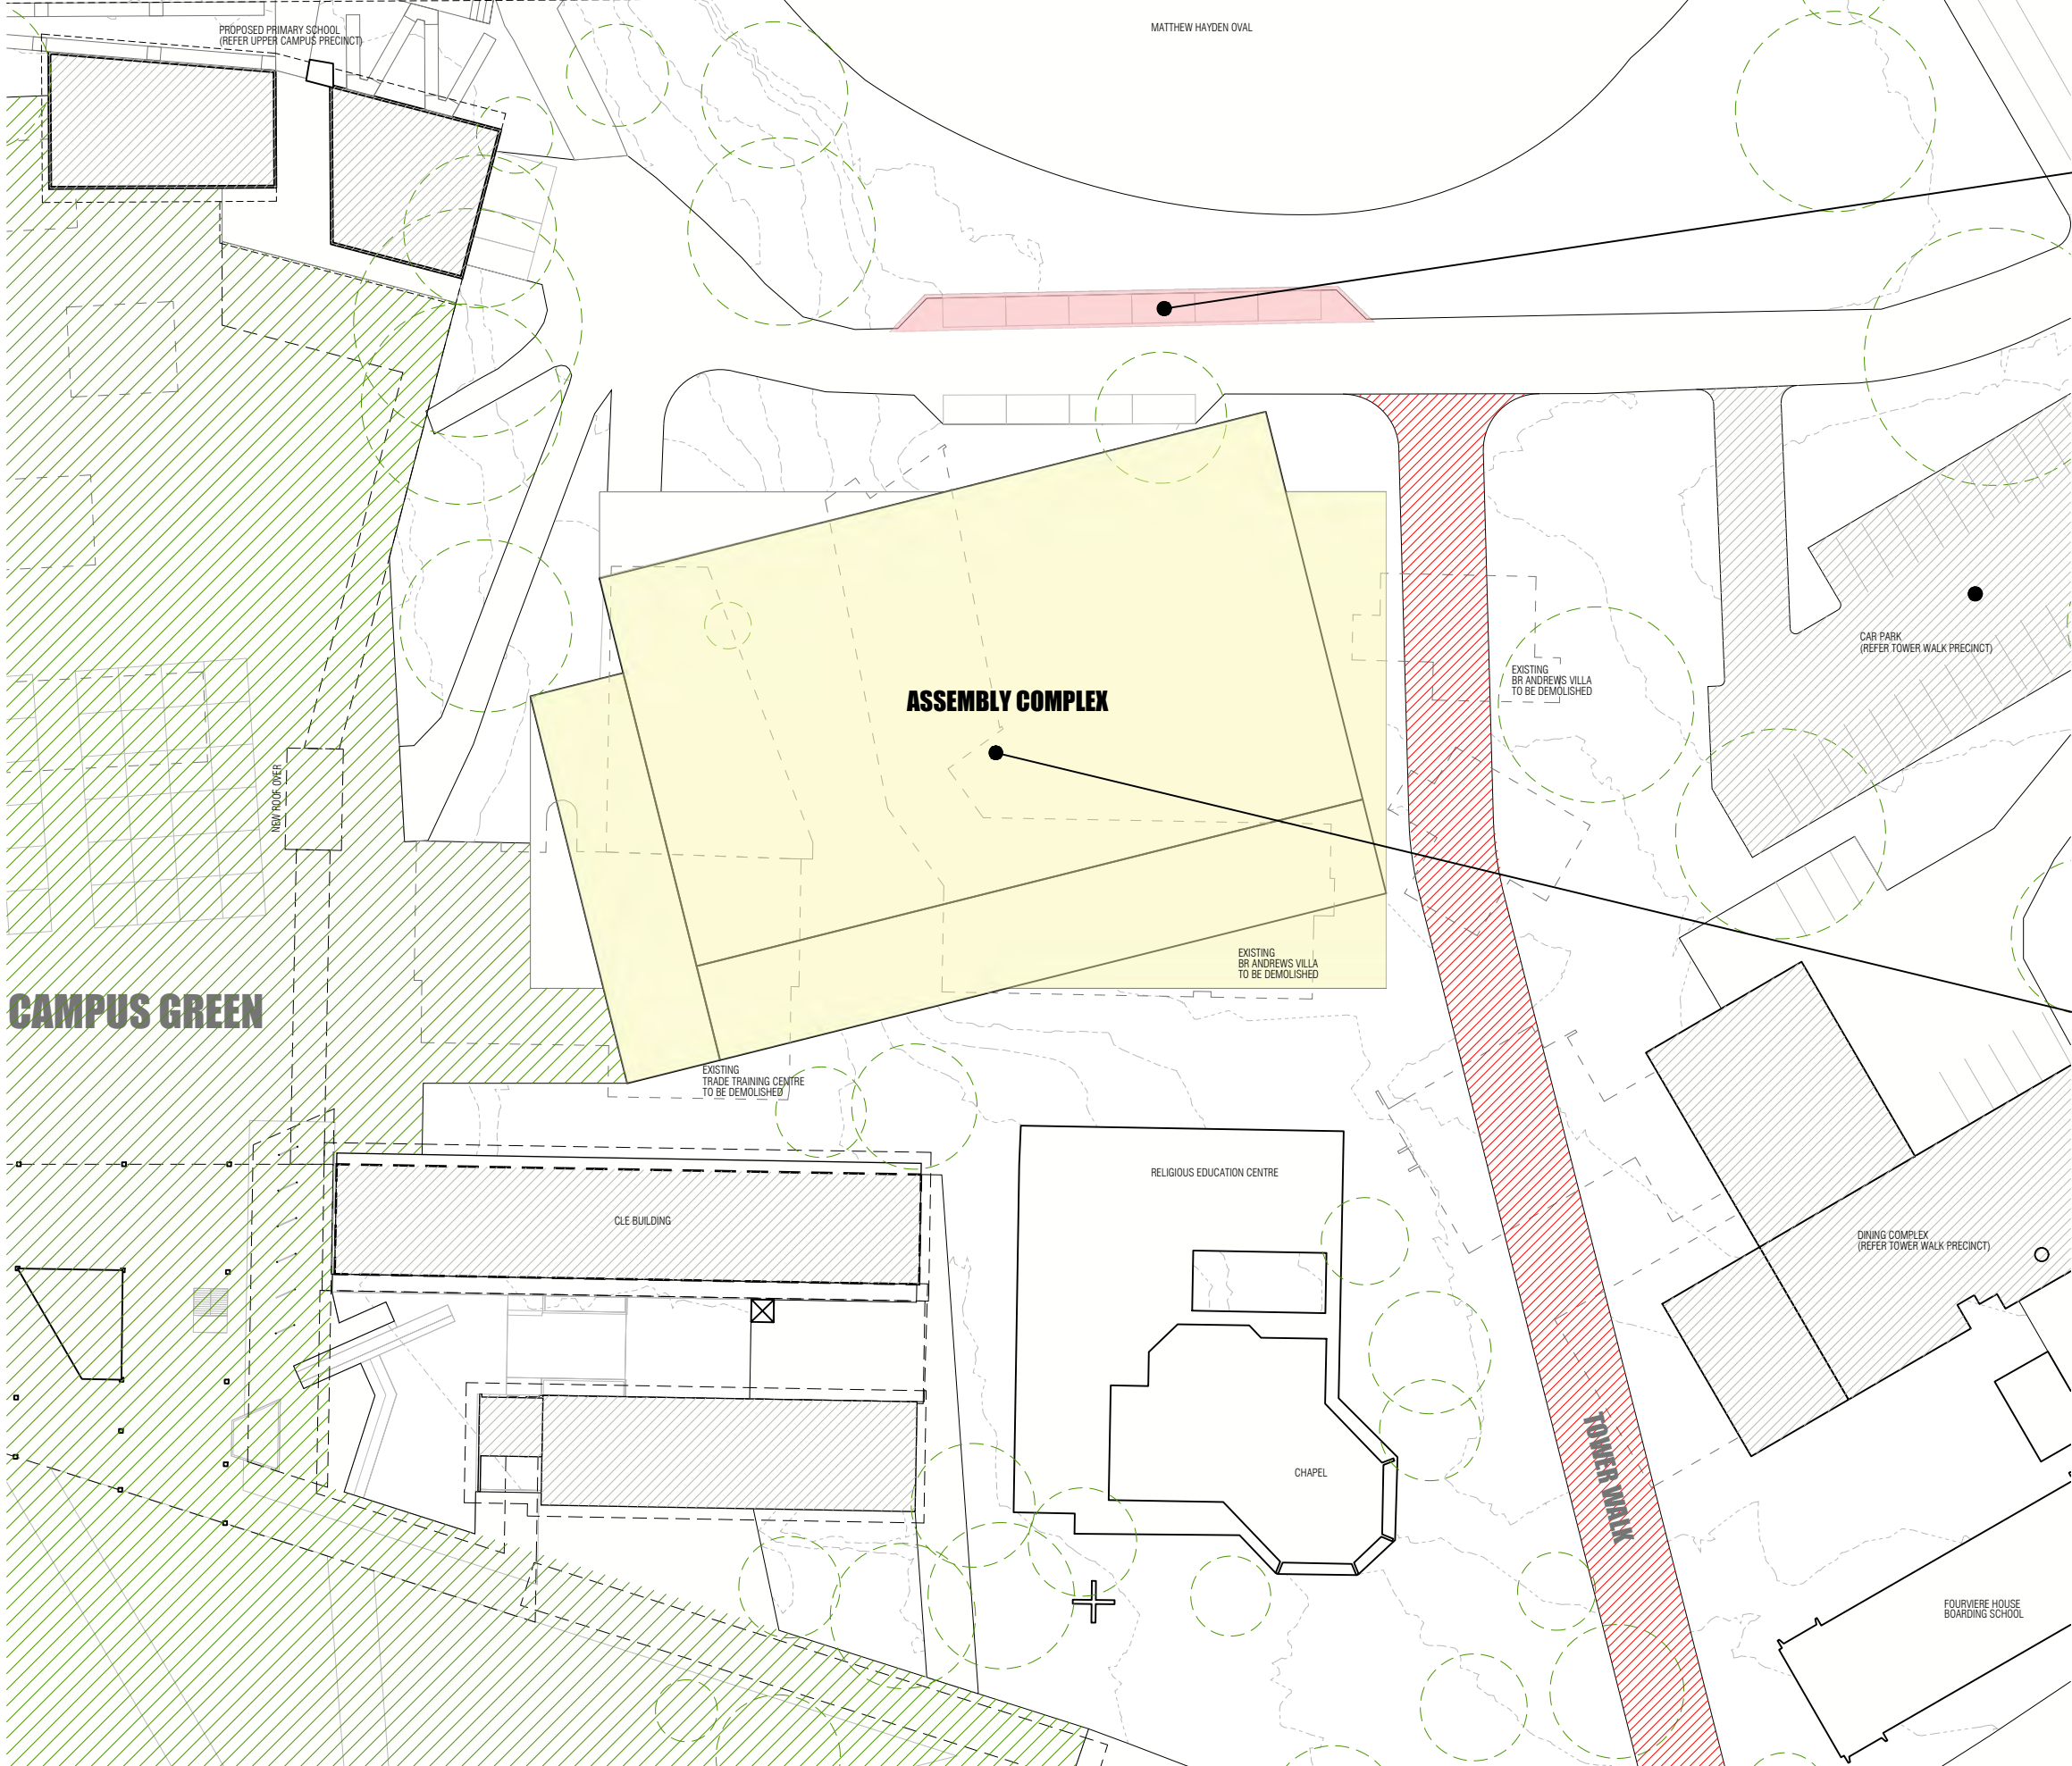 PROPOSED PRIMARY SCHOOL
(REFER UPPER CAMPUS PRECINCT)
MATTHEW HAYDEN OVAL
CAR PARK
(REFER TOWER WALK PRECINCT)
EXISTING
BR ANDREWS VILLA
TO BE DEMOLISHED
ASSEMBLY COMPLEX
NEW ROOF OVER
EXISTING
BR ANDREWS VILLA
TO BE DEMOLISHED
CAMPUS GREEN
EXISTING
TRADE TRAINING CENTRE
TO BE DEMOLISHED
RELIGIOUS EDUCATION CENTRE
CLE BUILDING
DINING COMPLEX
(REFER TOWER WALK PRECINCT)
CHAPEL
TOWER WALK
FOURVIERE HOUSE
BOARDING SCHOOL